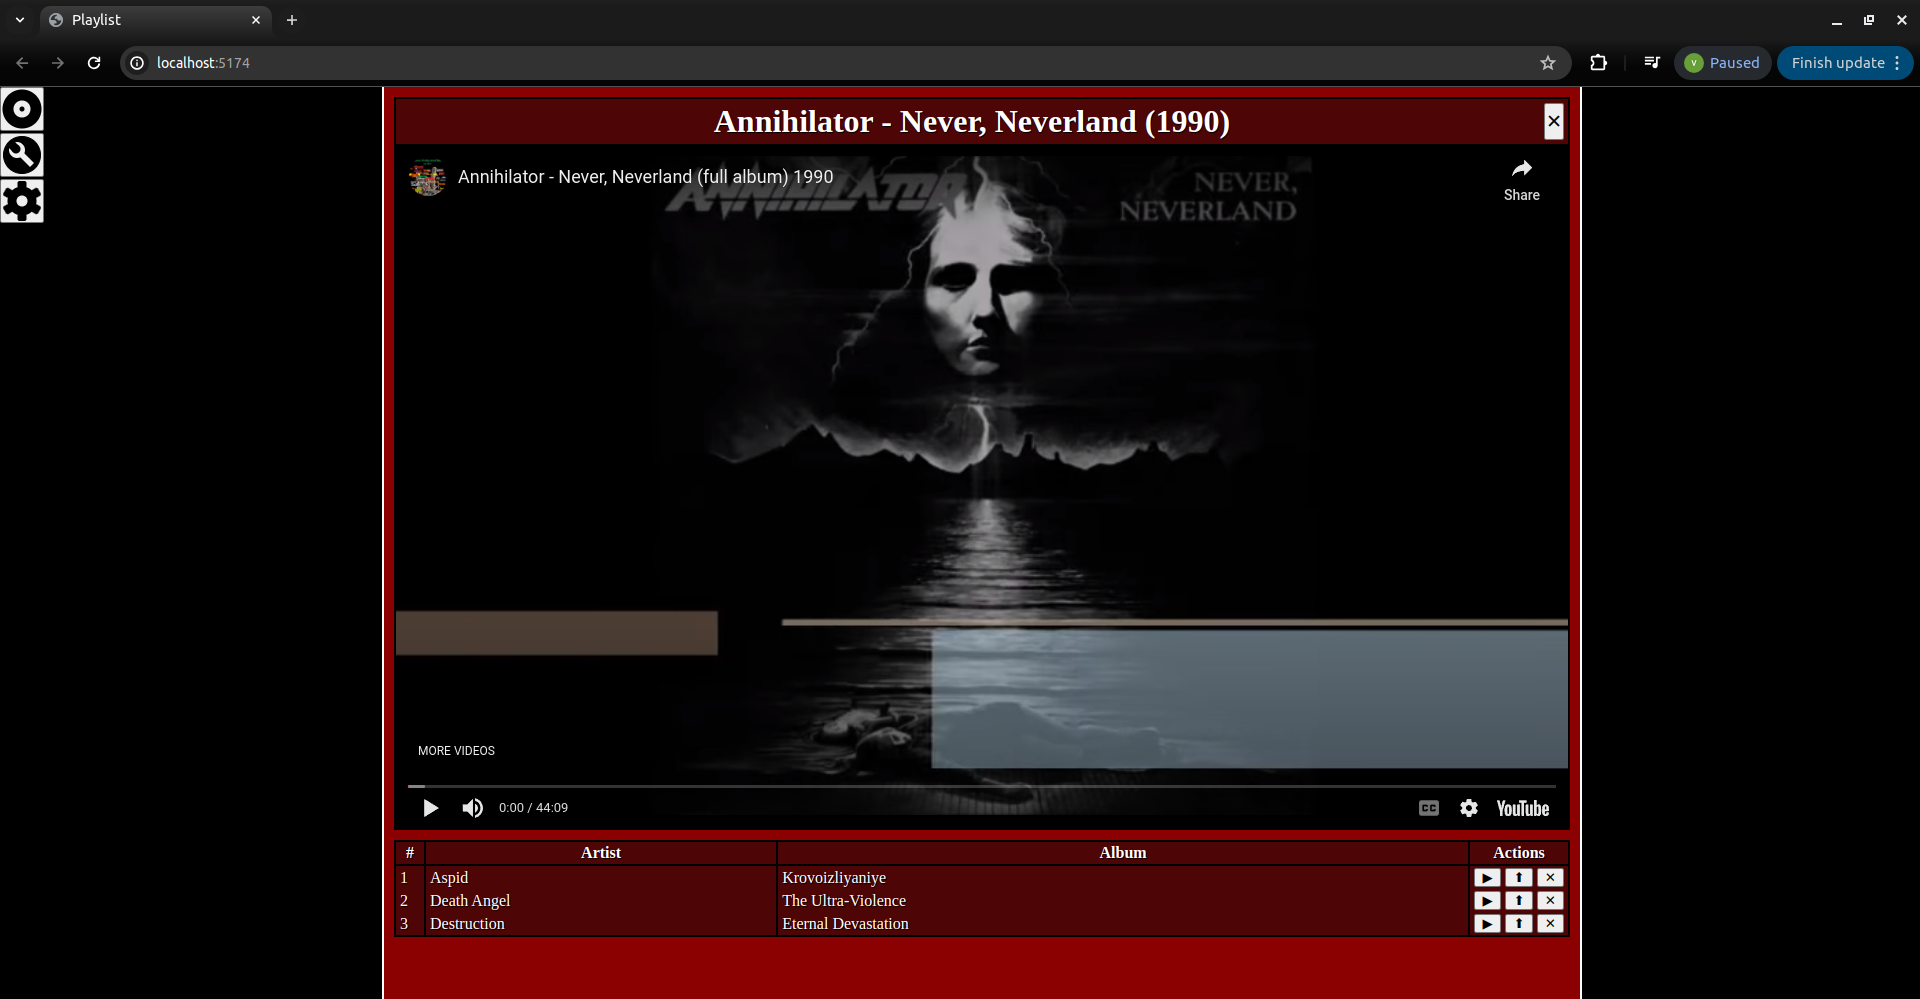 Playlist
localhost:5174
V
Paused
Finish update
Annihilator - Never, Neverland (1990)
Annihilator - Never, Neverland (full album) 1990
Share
ANNIHILATOR
NEVER,
NEVERLAND
MORE VIDEOS
0:00 / 44:09
CC
YouTube
# Artist Album Actions
1 Aspid Krovoizliyaniye
2 Death Angel The Ultra-Violence
3 Destruction Eternal Devastation